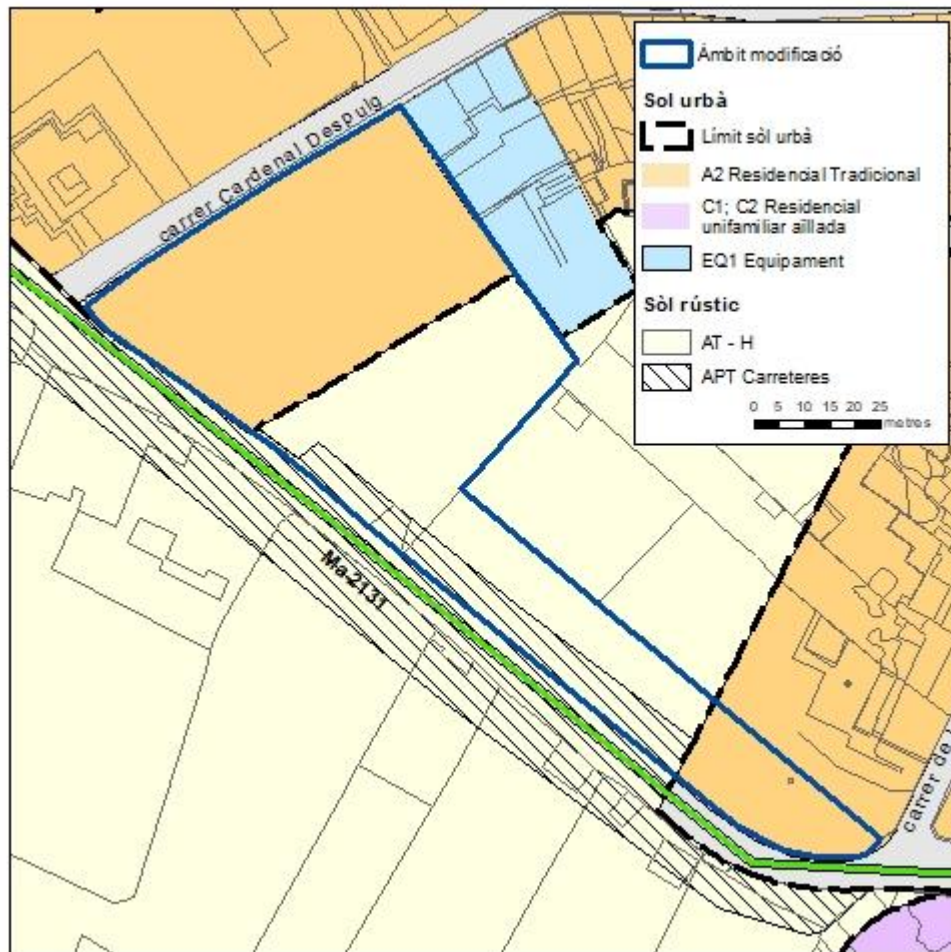 Àmbit modificació
Sol urbà
Límit sòl urbà
A2 Residencial Tradicional
C1; C2 Residencial
unifamiliar aïllada
EQ1 Equipament
Sòl rústic
AT - H
APT Carreteres
0 5 10 15 20 25
metres
carrer Cardenal Despuig
Ma-2131
carrer de